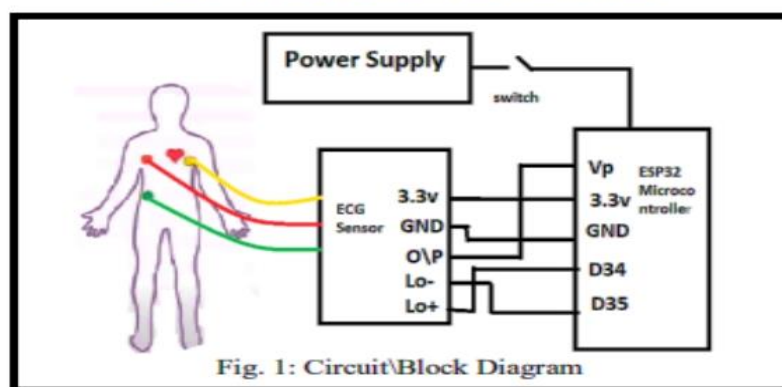 Power Supply
switch
ECG
Sensor
3.3v
GND
O\P
Lo-
Lo+
Vp
3.3v
GND
D34
D35
ESP32
Microco
ntroller
Fig. 1: Circuit\Block Diagram